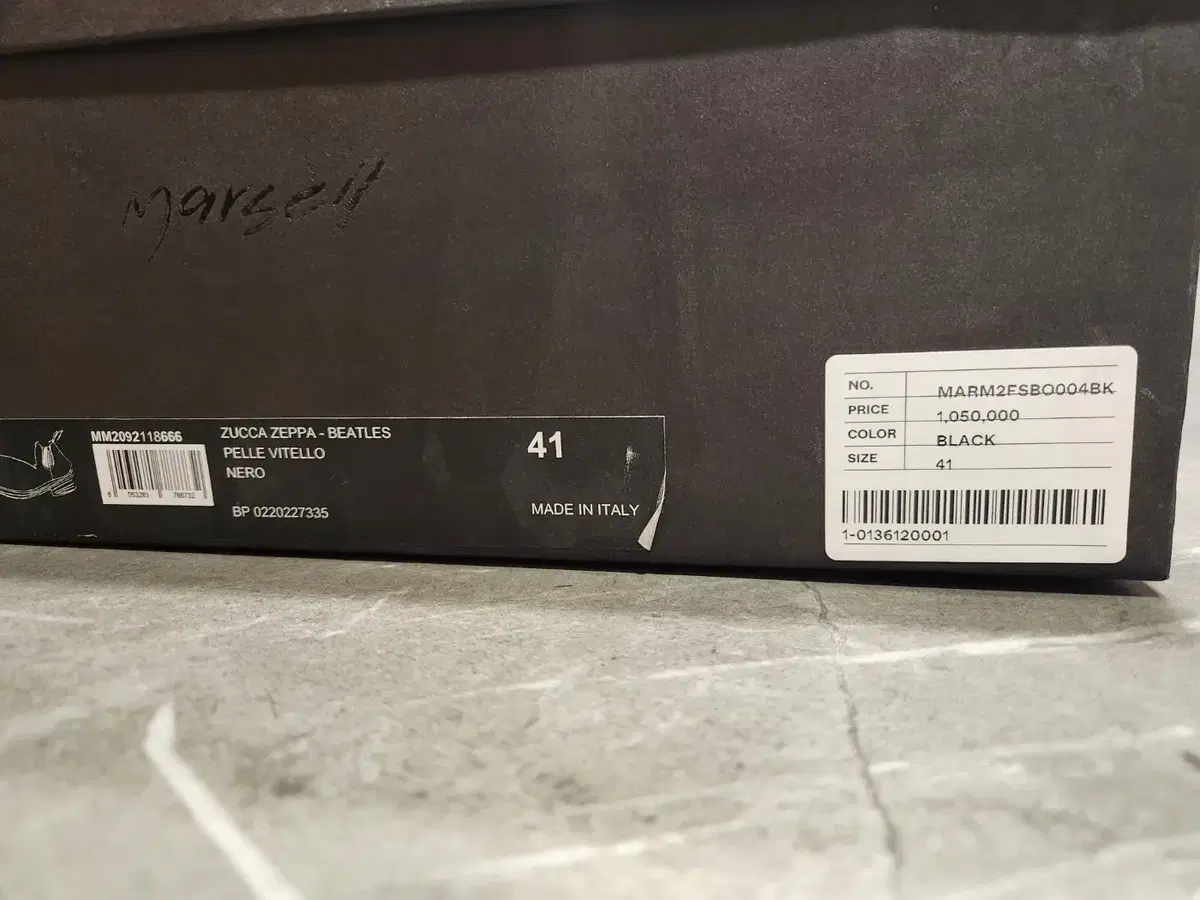 Marsèll
MM2092118666
ZUCCA ZEPPA - BEATLES
PELLE VITELLO
NERO
BP 0220227335
41
MADE IN ITALY
NO. MARM2FSBO004BK
PRICE 1,050,000
COLOR BLACK
SIZE 41
1-0136120001